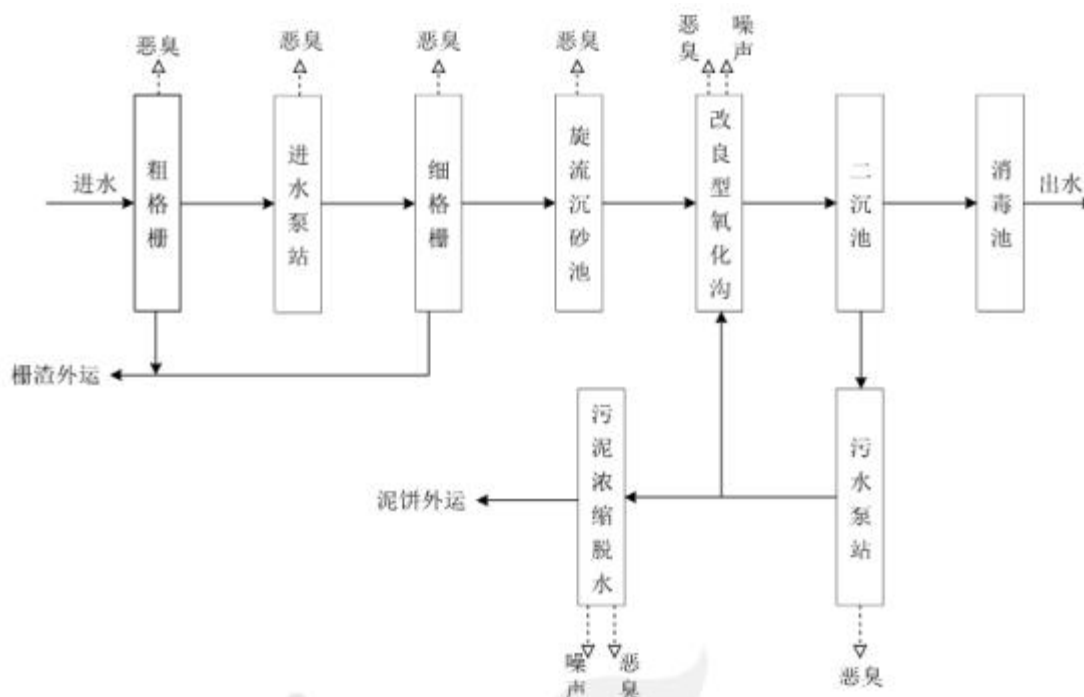 恶臭
恶臭
恶臭
恶臭
恶臭
噪声
进水
粗格栅
进水泵站
细格栅
旋流沉砂池
改良型氧化沟
二沉池
消毒池
出水
栅渣外运
泥饼外运
污泥浓缩脱水
污水泵站
噪声
恶臭
恶臭